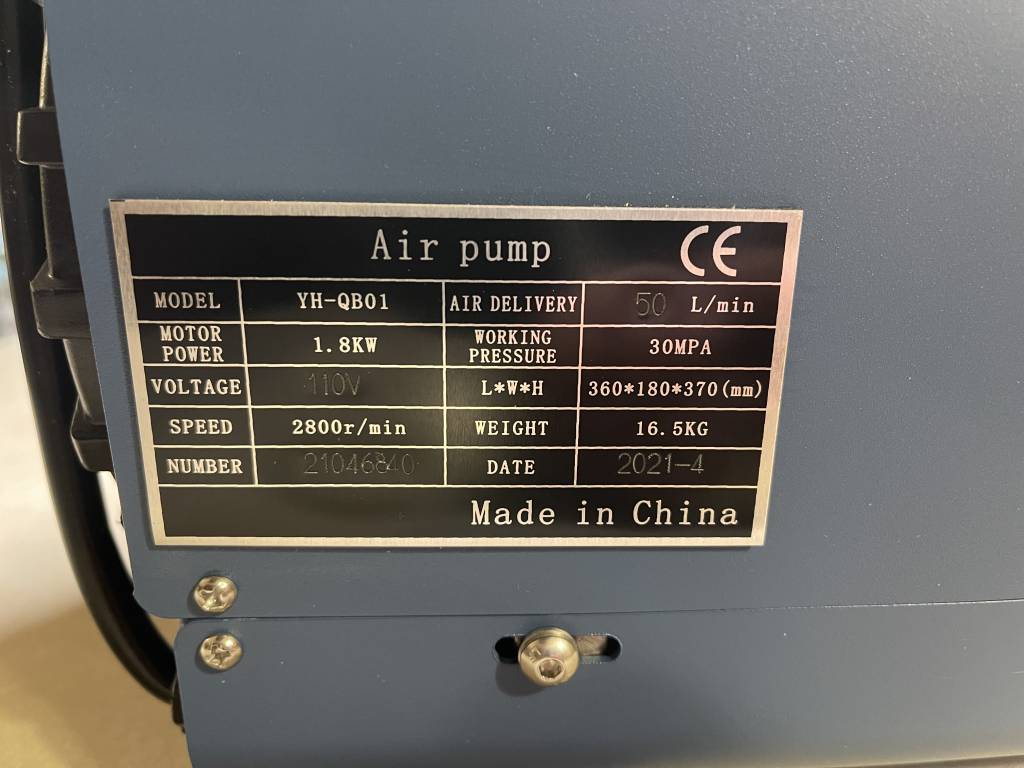 Air pump CE
MODEL YH-QB01 AIR DELIVERY 50 L/min
MOTOR POWER 1.8KW WORKING PRESSURE 30MPA
VOLTAGE 110V L*W*H 360*180*370(mm)
SPEED 2800r/min WEIGHT 16.5KG
NUMBER 21046840 DATE 2021-4
Made in China